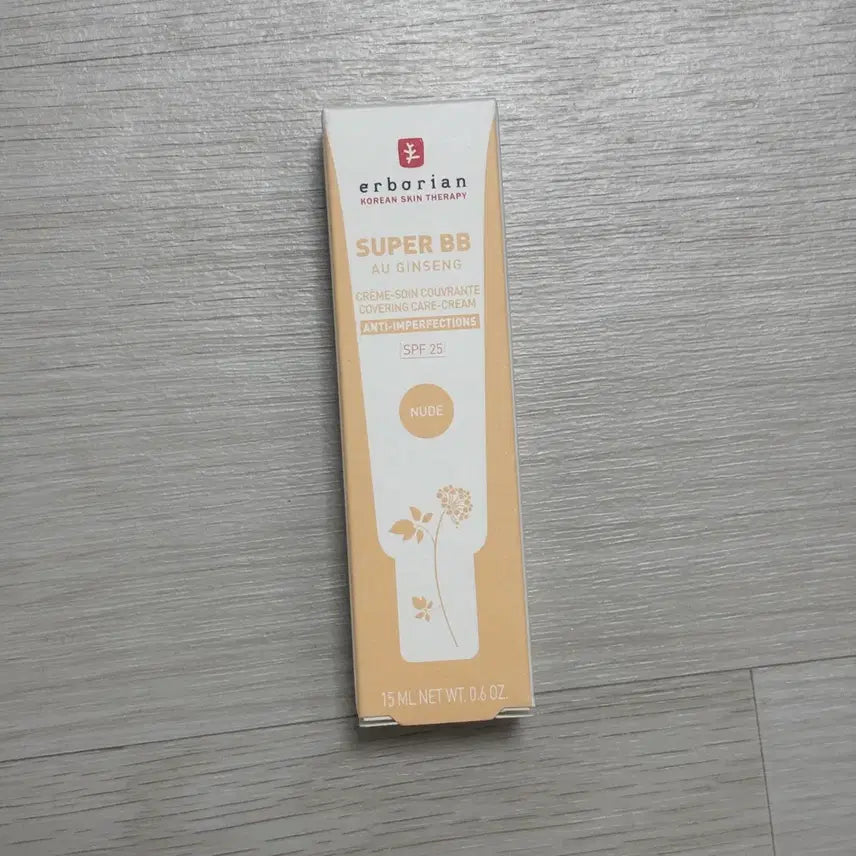 erborian
KOREAN SKIN THERAPY
SUPER BB
AU GINSENG
CRÈME-SOIN COUVRANTE
COVERING CARE-CREAM
ANTI-IMPERFECTIONS
SPF 25
NUDE
15 ML NET WT. 0.6 OZ.